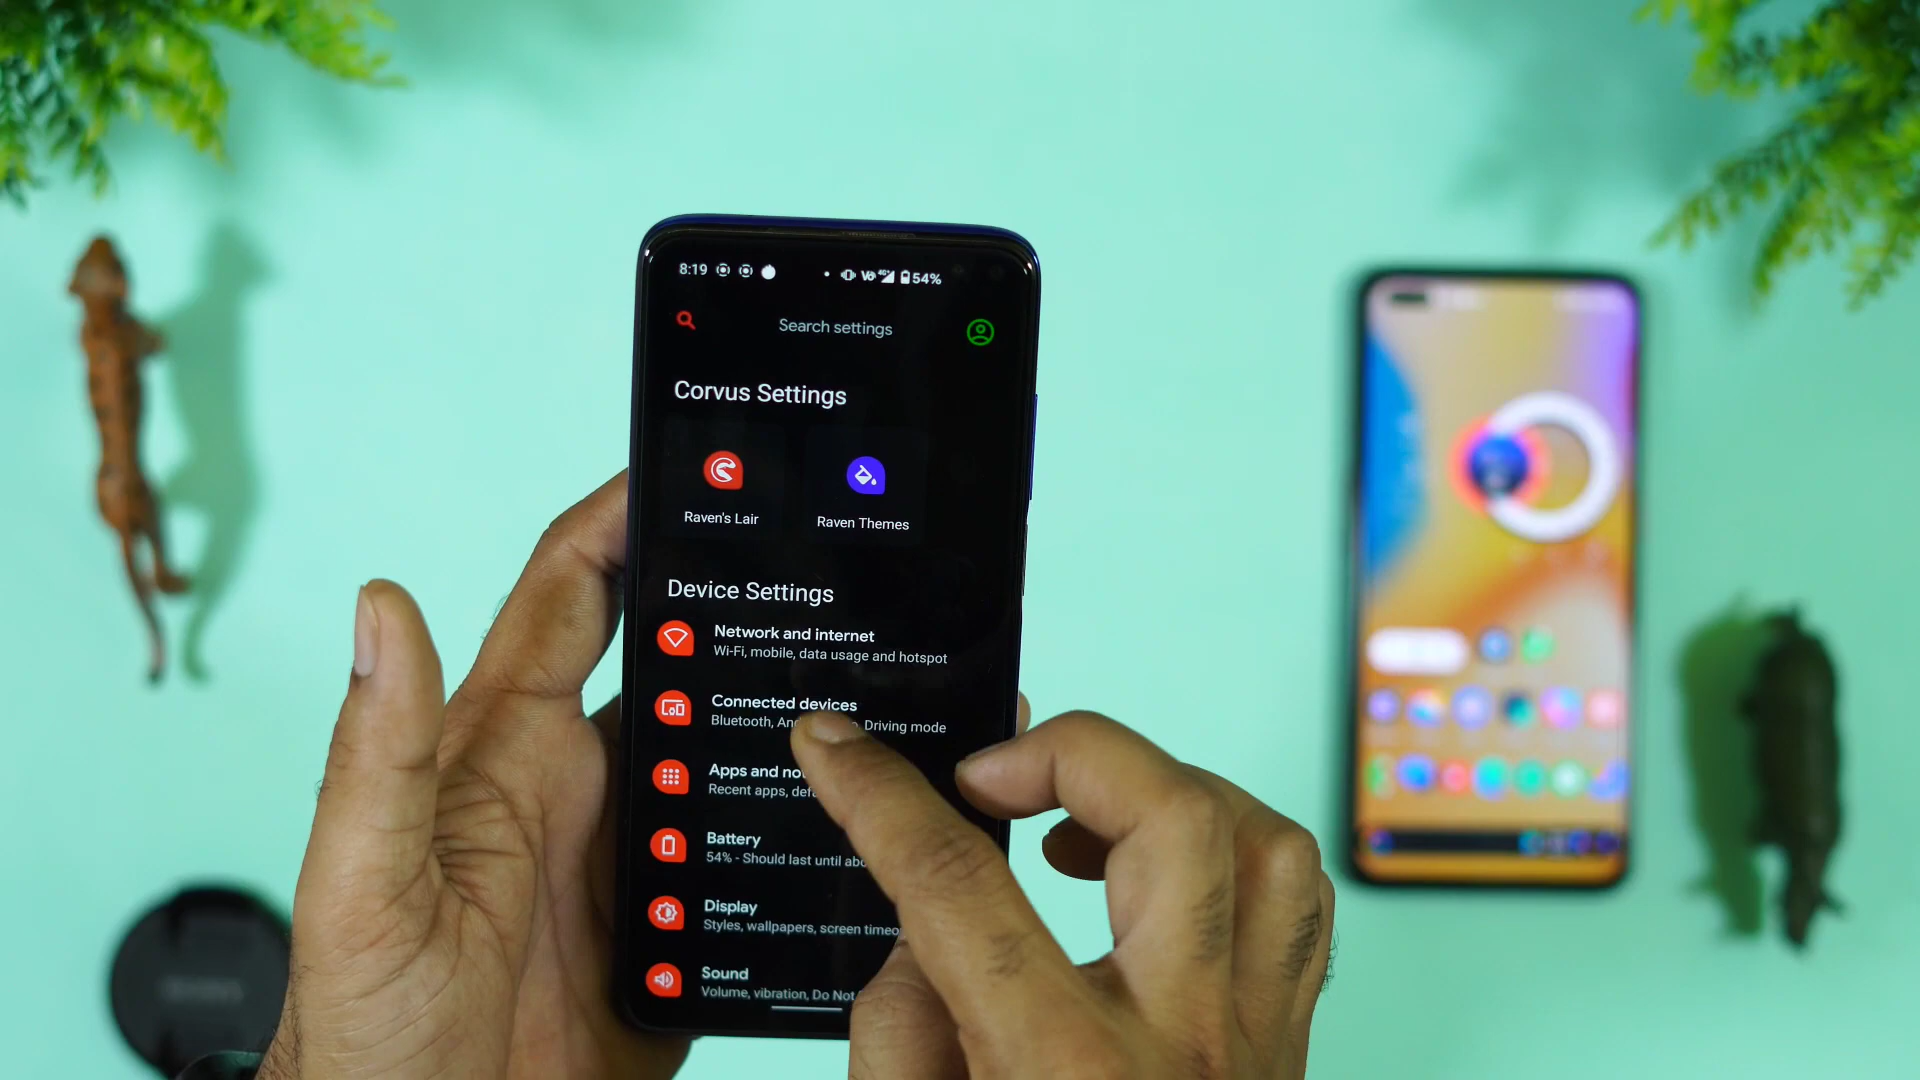 8:19 Vo 4G 54%
Search settings
Corvus Settings
Raven's Lair
Raven Themes
Device Settings
Network and internet
Wi-Fi, mobile, data usage and hotspot
Connected devices
Bluetooth, Driving mode
Apps and
Recent apps,
Battery
54% - Should last until
Display
Styles, wallpapers, screen
Sound
Volume, vibration, Do Not